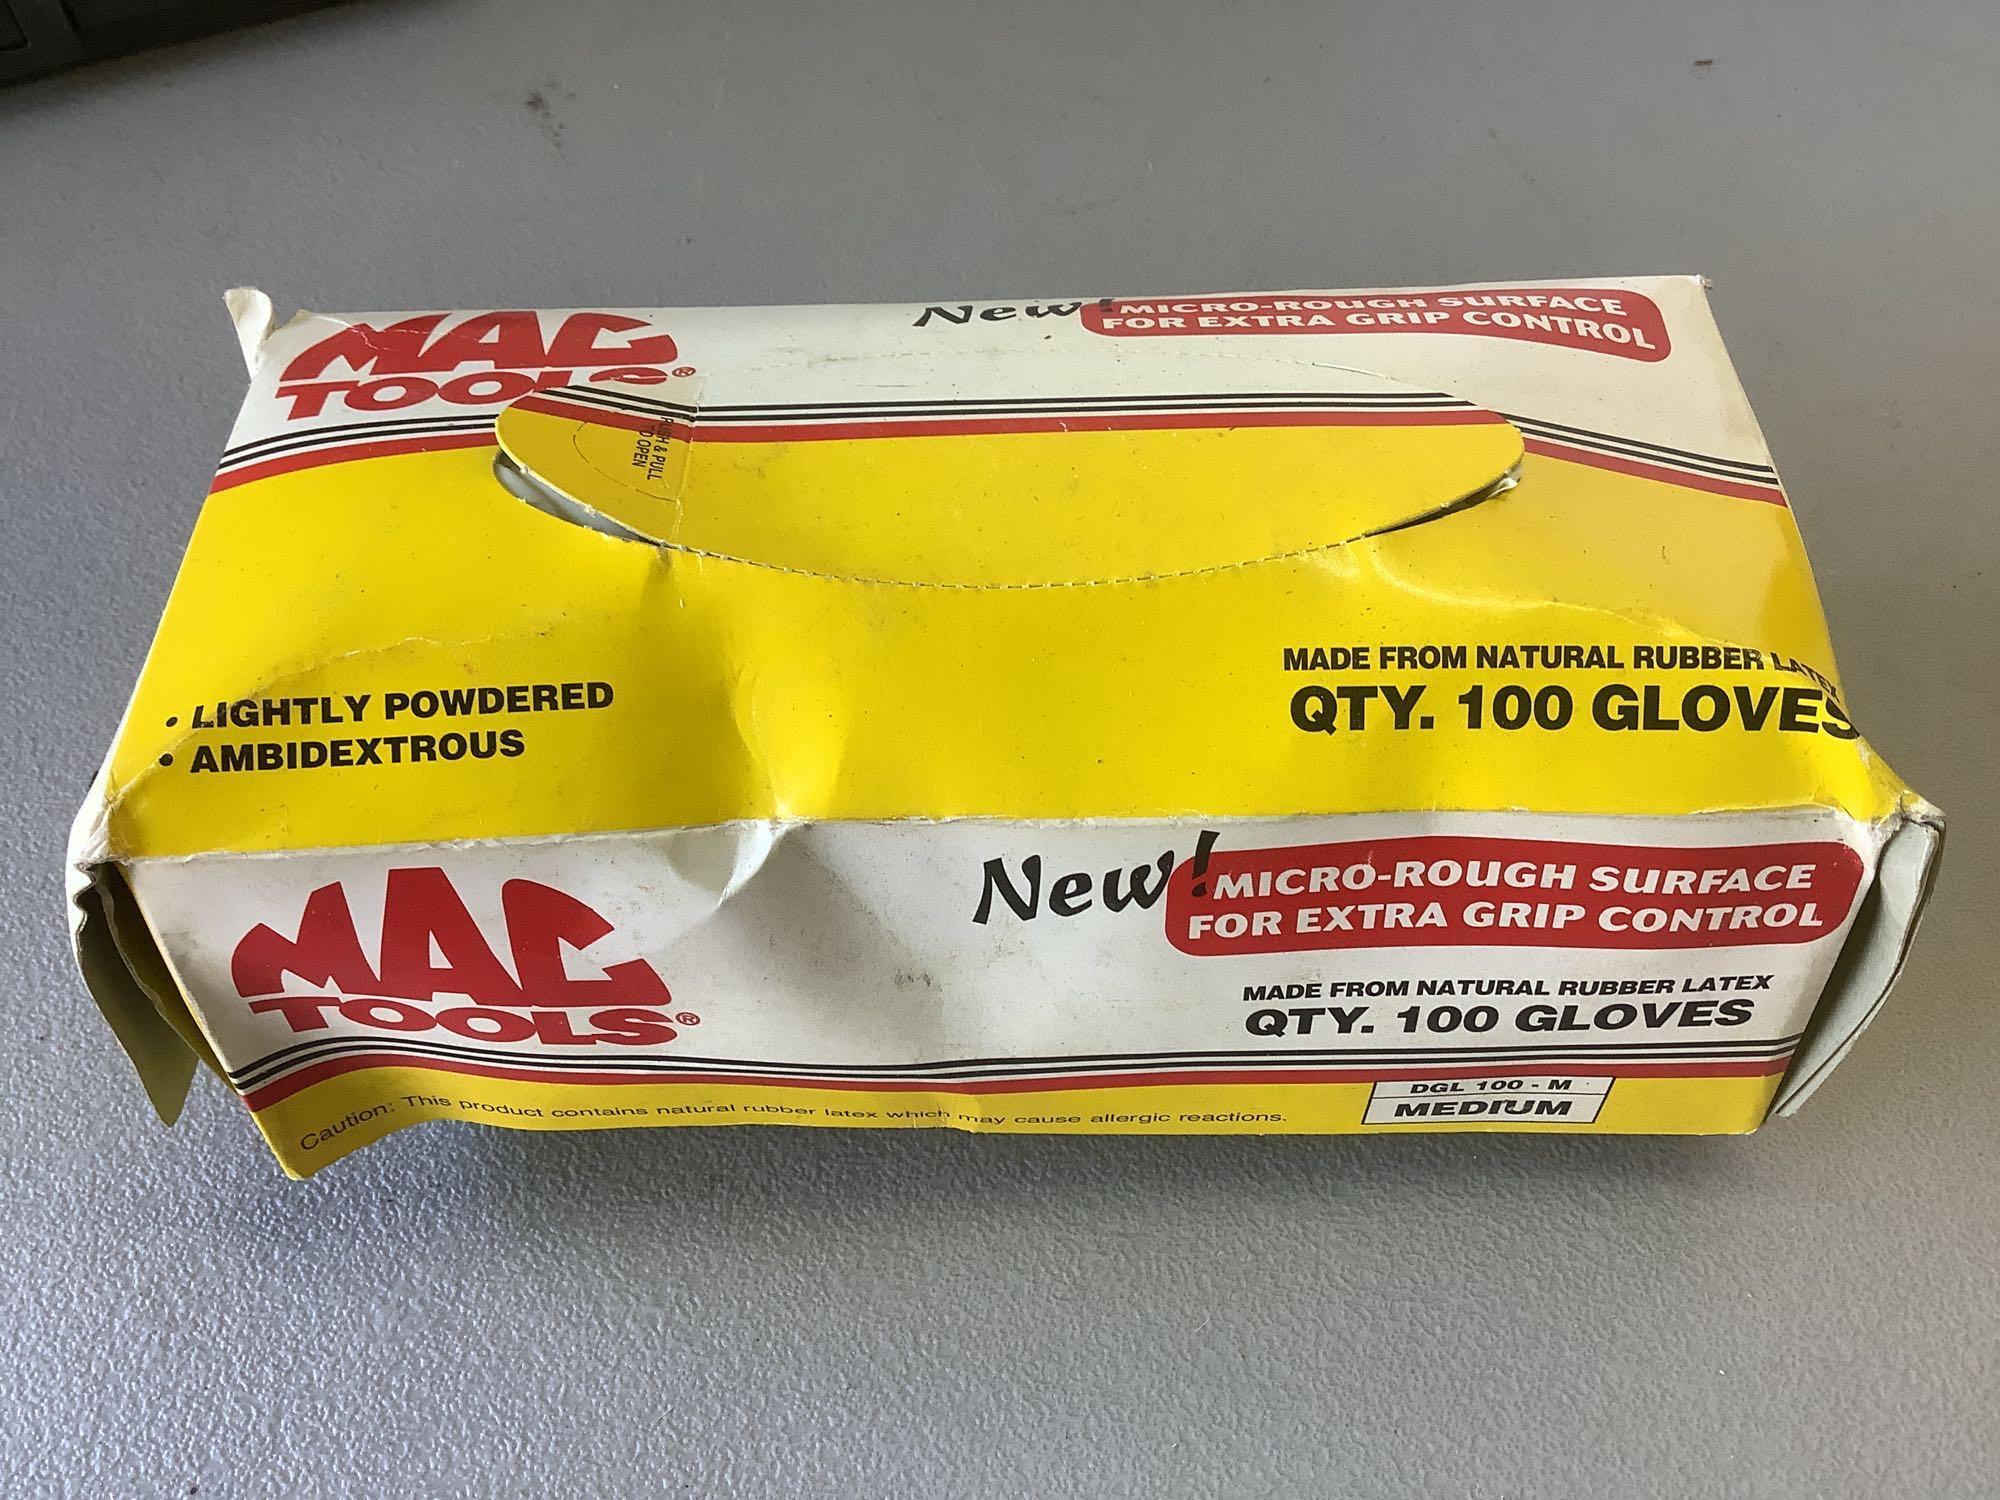 MAC
TOOLS®
New! MICRO-ROUGH SURFACE
FOR EXTRA GRIP CONTROL
PUSH & PULL
TO OPEN
• LIGHTLY POWDERED
• AMBIDEXTROUS
MADE FROM NATURAL RUBBER LATEX
QTY. 100 GLOVES
MAC
TOOLS®
New! MICRO-ROUGH SURFACE
FOR EXTRA GRIP CONTROL
MADE FROM NATURAL RUBBER LATEX
QTY. 100 GLOVES
Caution: This product contains natural rubber latex which may cause allergic reactions.
DGL 100 - M
MEDIUM